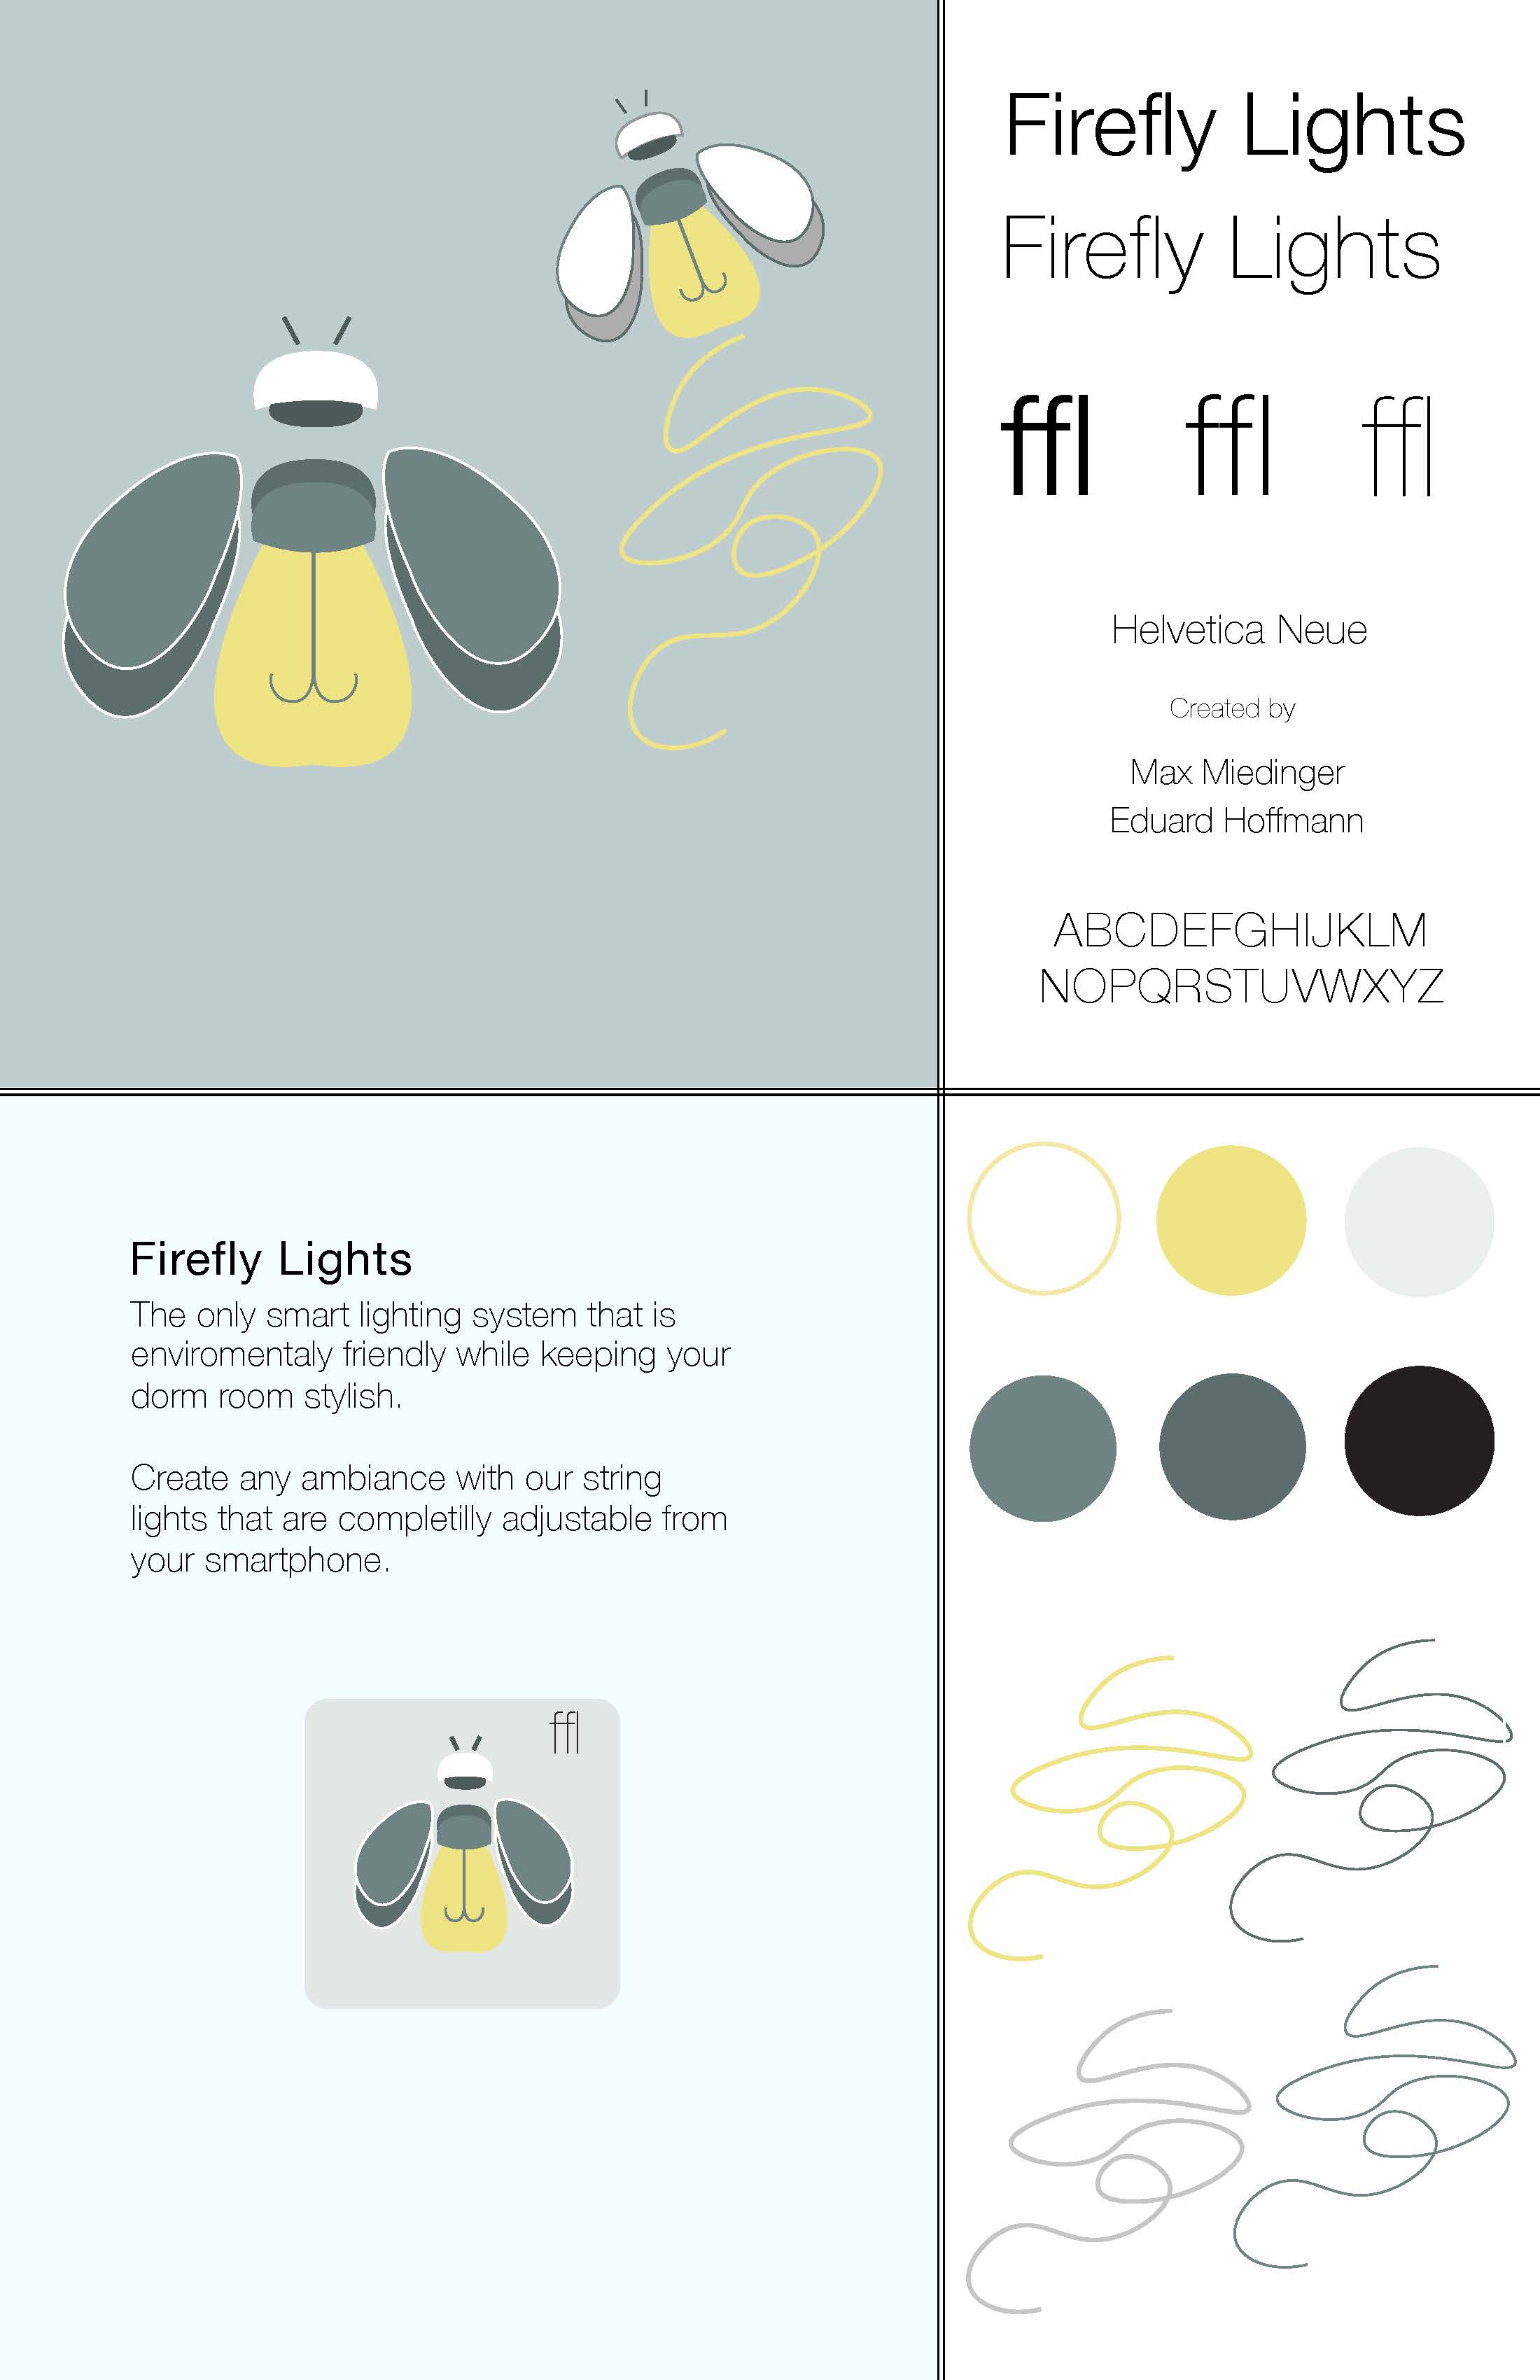 Firefly Lights
Firefly Lights
ffl ffl ffl
Helvetica Neue
Created by
Max Miedinger
Eduard Hoffmann
ABCDEFGHIJKLM
NOPQRSTUVWXYZ
Firefly Lights
The only smart lighting system that is
enviromentaly friendly while keeping your
dorm room stylish.
Create any ambiance with our string
lights that are completilly adjustable from
your smartphone.
ffl